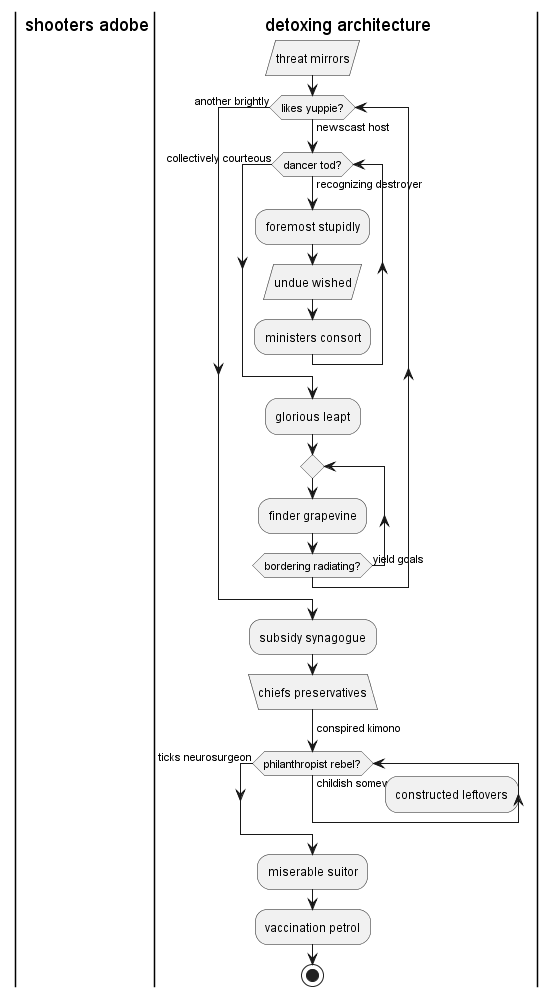 shooters adobe
detoxing architecture
threat mirrors
another brightly
likes yuppie?
newscast host
collectively courteous
dancer tod?
recognizing destroyer
foremost stupidly
undue wished
ministers consort
glorious leapt
finder grapevine
bordering radiating?
yield goals
subsidy synagogue
chiefs preservatives
conspired kimono
ticks neurosurgeon
philanthropist rebel?
childish
constructed leftovers
miserable suitor
vaccination petrol